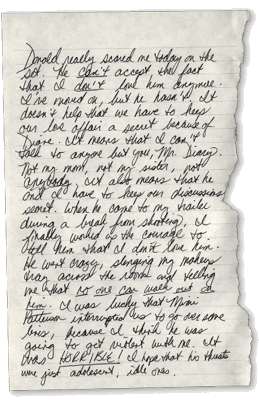 Donald really scared me today on the
set. He can't accept the fact
that I don't love him anymore.
I've moved on, but he hasn't. It
doesn't help that we have to keep
our love affair a secret because of
Diane. It means that I can't
talk to anyone but you, Mr. Diary.
Not my mom, not my sister, not
anybody. It also means that he
and I have to keep our discussions
secret. When he came to my trailer
during a break from shooting, I
finally worked up the courage to
tell him that I don't love him.
He went crazy, slinging my makeup
tray across the room and telling
me that no one can walk out on
him. I was lucky that Mimi
Patterson interrupted us to go over some
lines, because I think he was
going to get violent with me. It
was HORRIBLE! I hope that his threats
were just adolescent, idle ones.